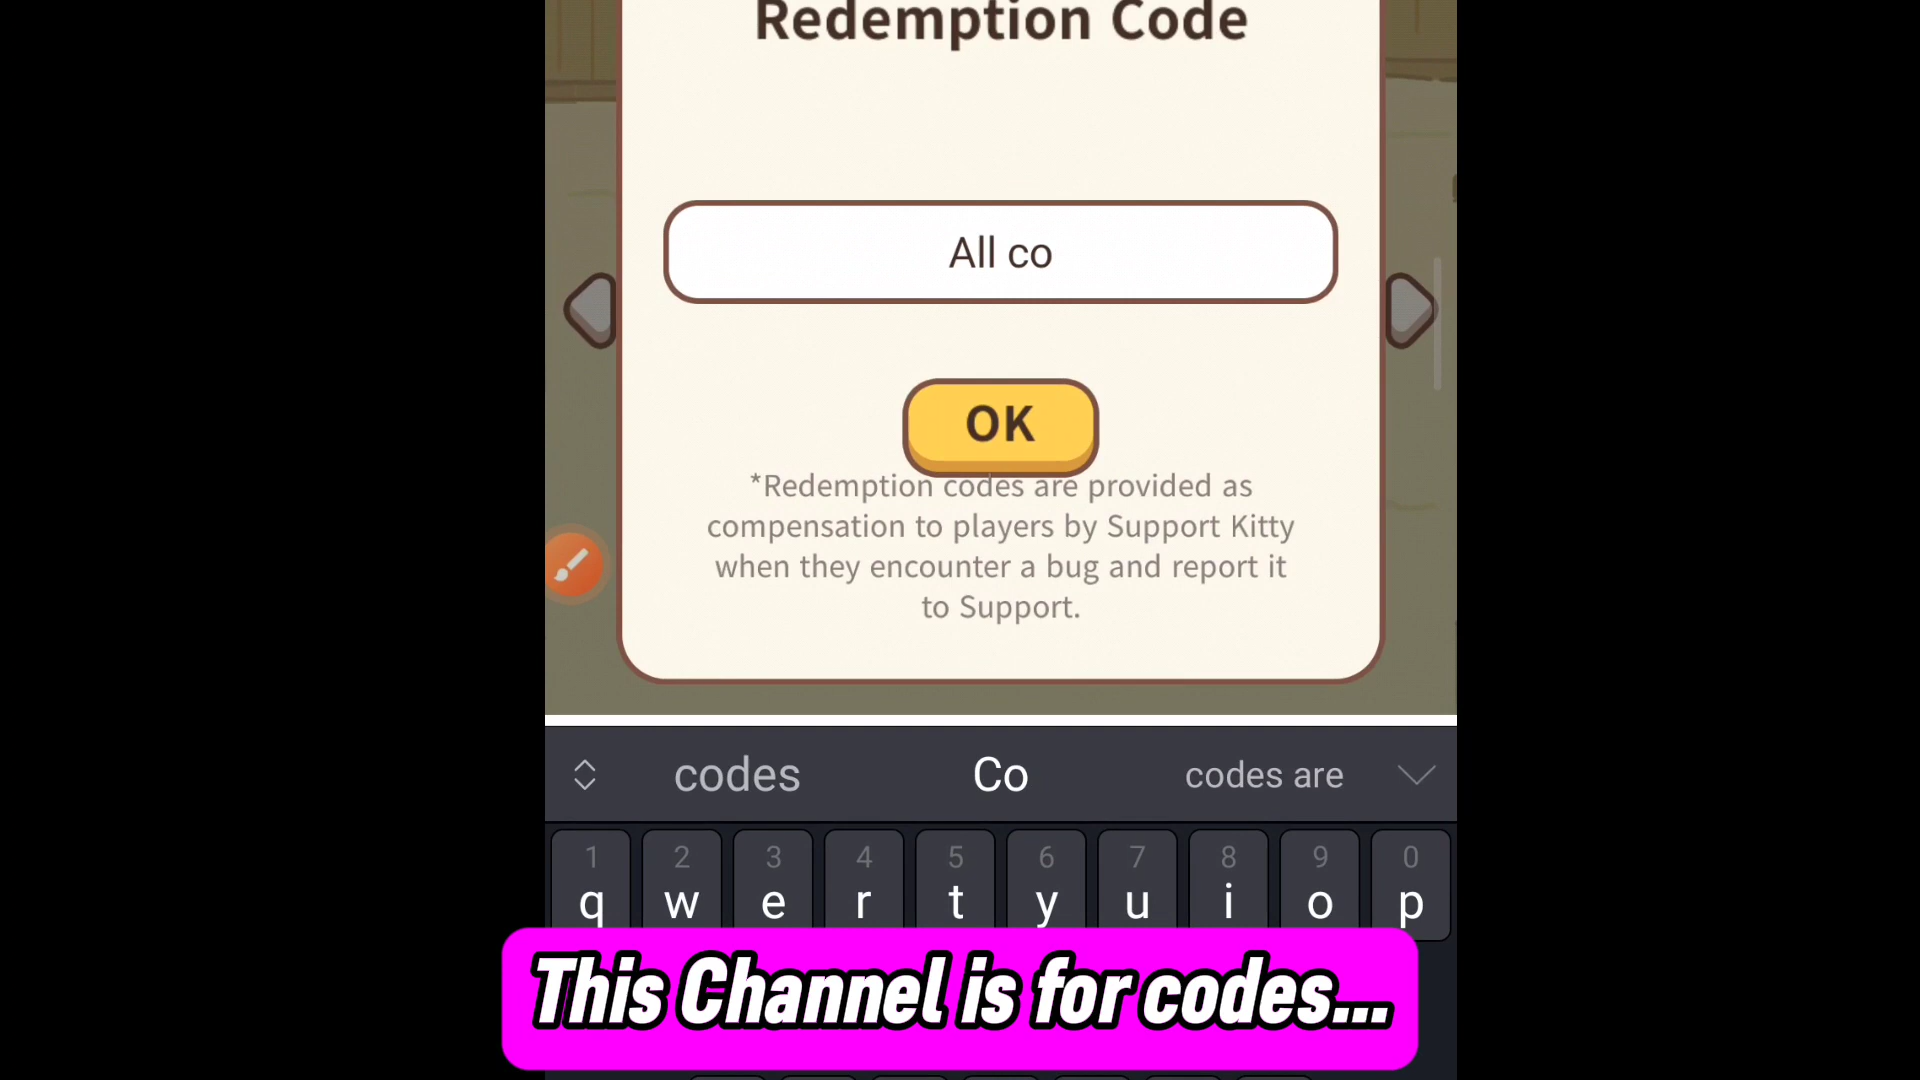 Redemption Code
All co
OK
*Redemption codes are provided as
compensation to players by Support Kitty
when they encounter a bug and report it
to Support.
codes Co codes are
1 2 3 4 5 6 7 8 9 0
q w e r t y u i o p
This Channel is for codes...